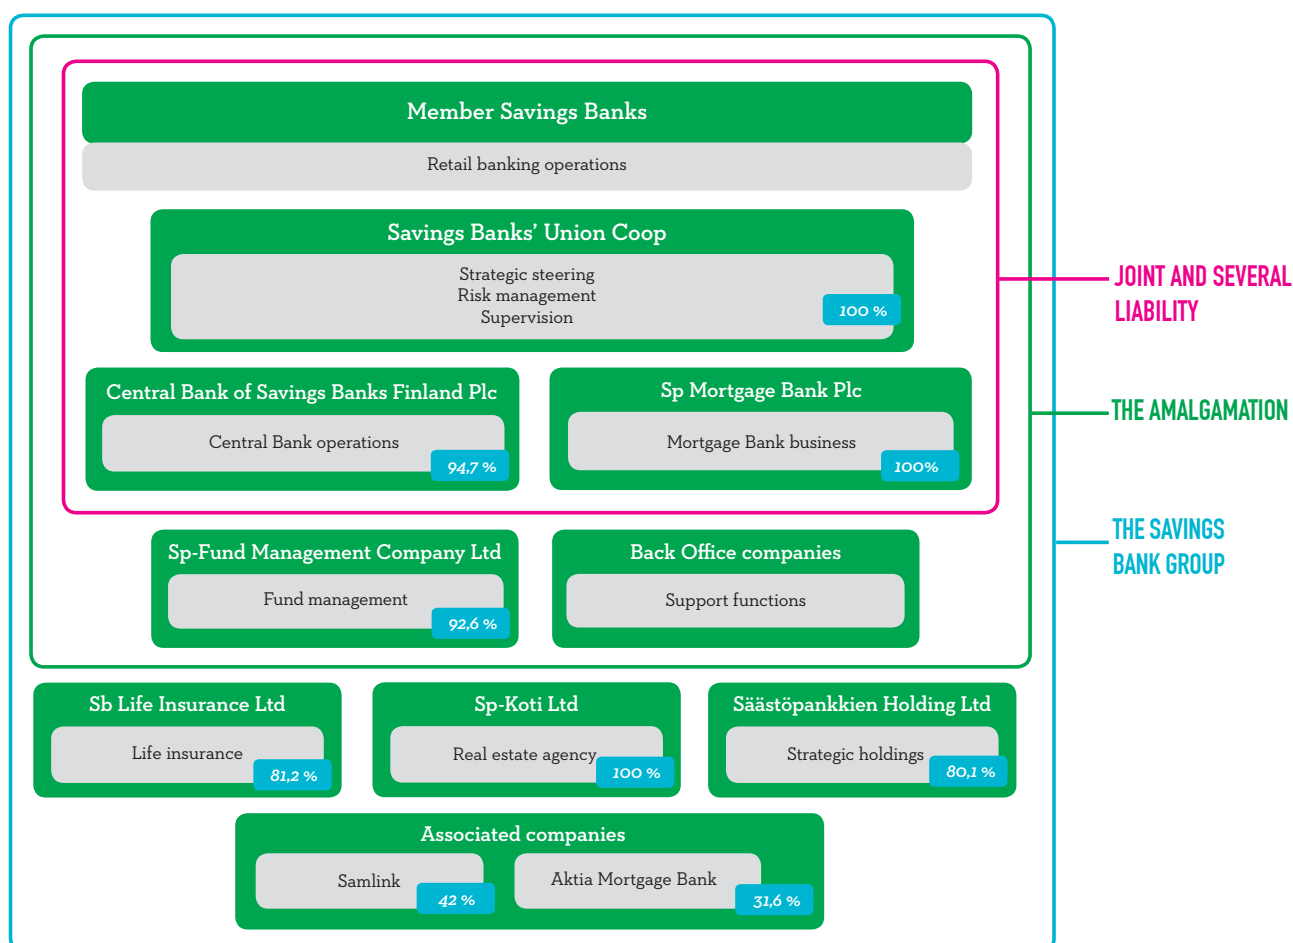 Member Savings Banks
Retail banking operations
Savings Banks’ Union Coop
Strategic steering
Risk management
Supervision
100 %
Central Bank of Savings Banks Finland Plc
Central Bank operations
94,7 %
Sp Mortgage Bank Plc
Mortgage Bank business
100%
Sp-Fund Management Company Ltd
Fund management
92,6 %
Back Office companies
Support functions
Sb Life Insurance Ltd
Life insurance
81,2 %
Sp-Koti Ltd
Real estate agency
100 %
Säästöpankkien Holding Ltd
Strategic holdings
80,1 %
Associated companies
Samlink
42 %
Aktia Mortgage Bank
31,6 %
JOINT AND SEVERAL
LIABILITY
THE AMALGAMATION
THE SAVINGS
BANK GROUP